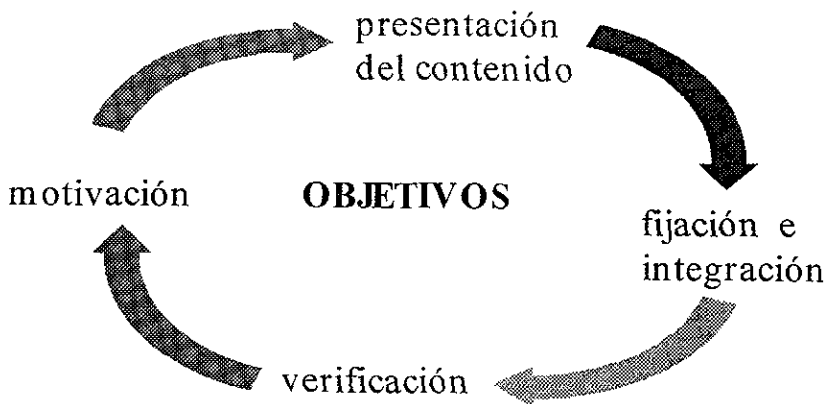 presentación
del contenido
motivación
OBJETIVOS
fijación e
integración
verificación